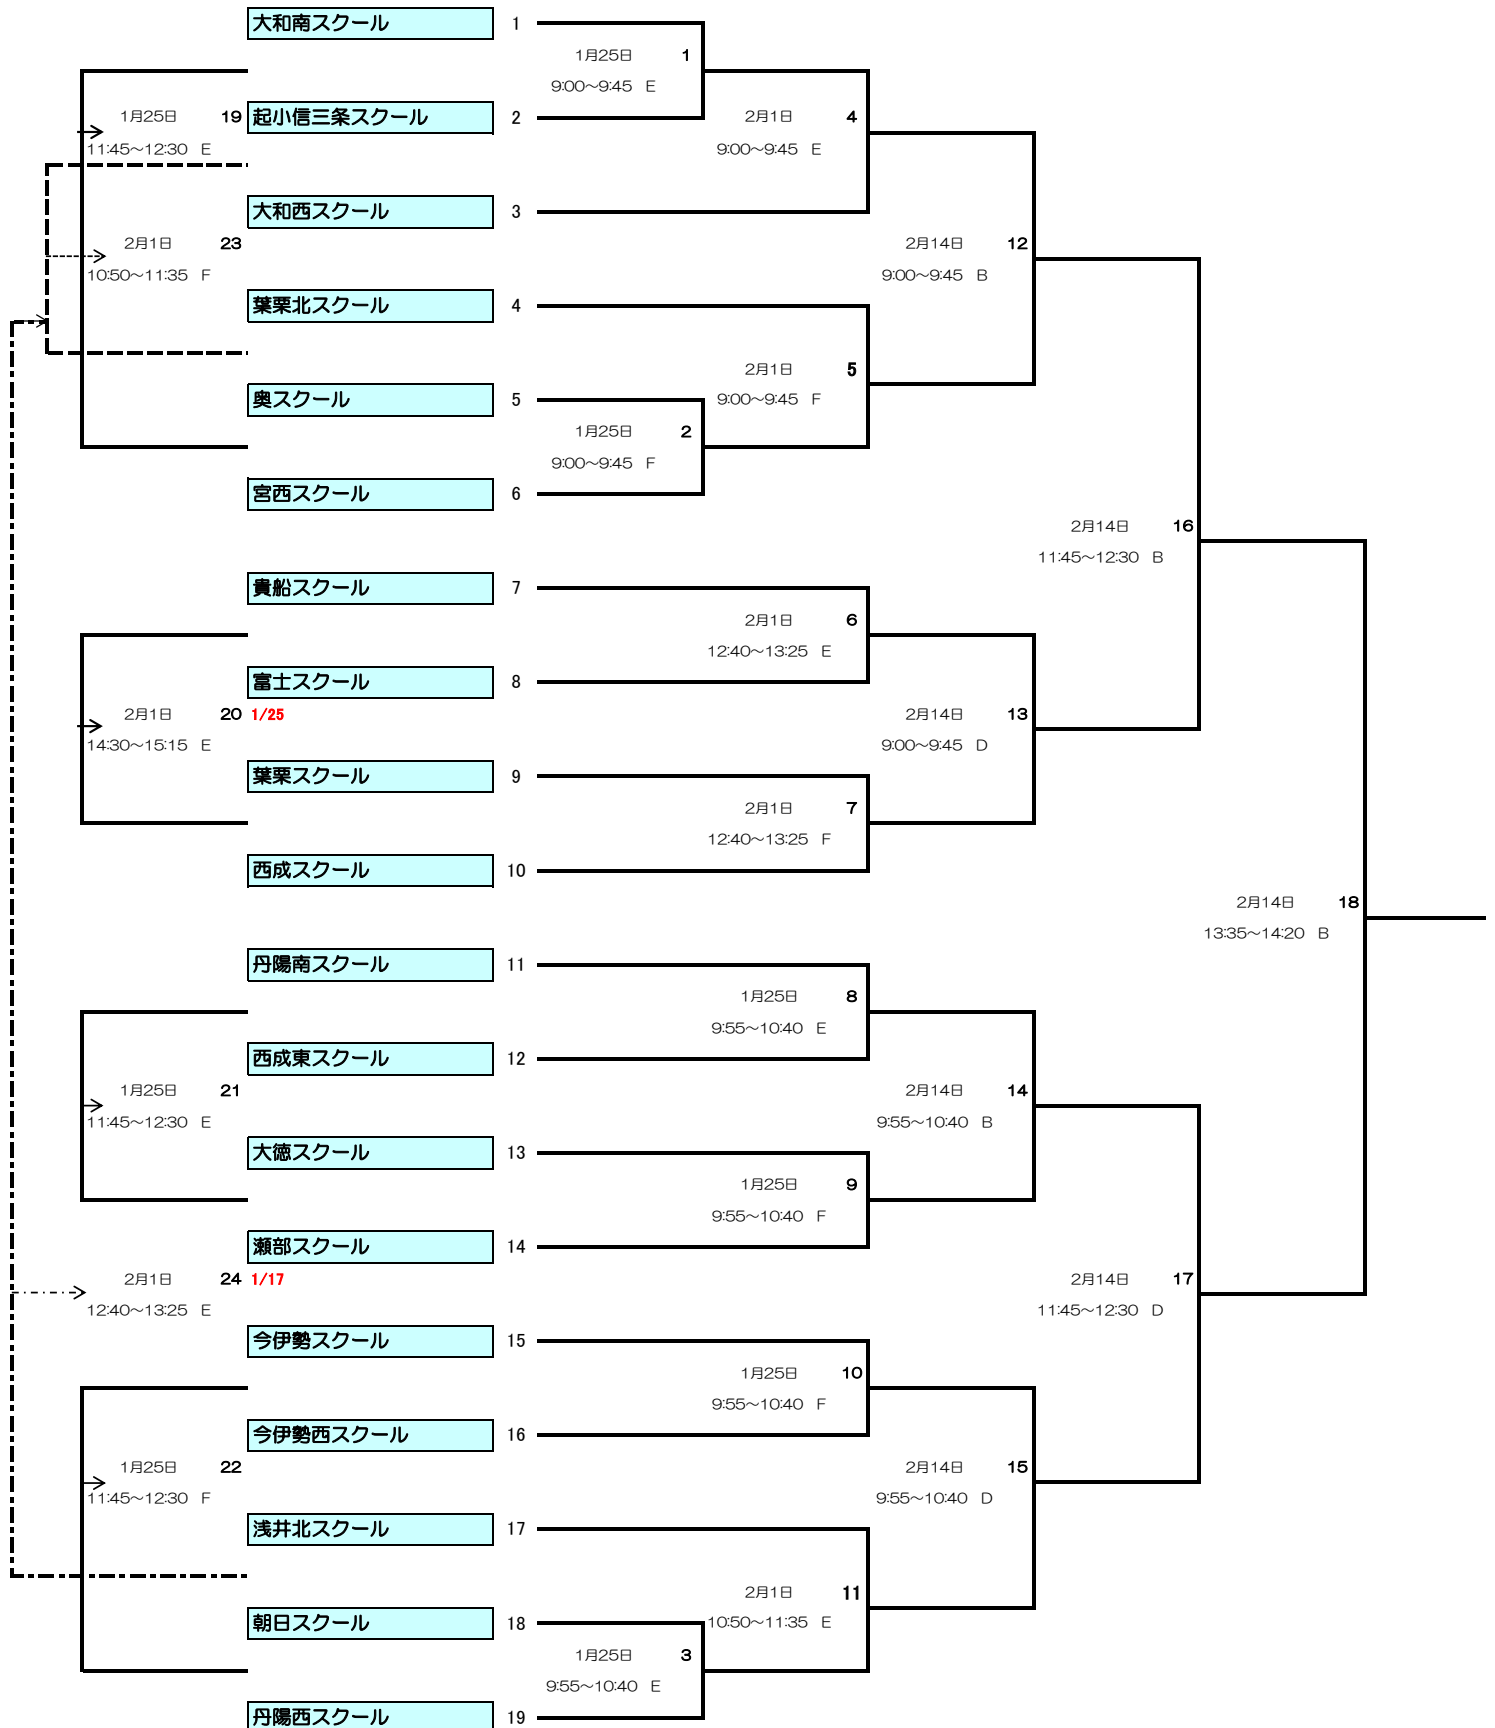 大和南スクール 1
1月25日 1
9:00～9:45 E
1月25日 19 起小信三条スクール 2 2月1日 4
11:45～12:30 E 9:00～9:45 E
大和西スクール 3
2月1日 23 2月14日 12
10:50～11:35 F 9:00～9:45 B
葉栗北スクール 4
2月1日 5
奥スクール 5 9:00～9:45 F
1月25日 2
9:00～9:45 F
宮西スクール 6
2月14日 16
11:45～12:30 B
貴船スクール 7
2月1日 6
12:40～13:25 E
富士スクール 8
2月1日 20 1/25 2月14日 13
14:30～15:15 E 9:00～9:45 D
葉栗スクール 9
2月1日 7
12:40～13:25 F
西成スクール 10
2月14日 18
13:35～14:20 B
丹陽南スクール 11
1月25日 8
9:55～10:40 E
西成東スクール 12
1月25日 21 2月14日 14
11:45～12:30 E 9:55～10:40 B
大徳スクール 13
1月25日 9
9:55～10:40 F
瀬部スクール 14
2月1日 24 1/17 2月14日 17
12:40～13:25 E 11:45～12:30 D
今伊勢スクール 15
1月25日 10
9:55～10:40 F
今伊勢西スクール 16
1月25日 22 2月14日 15
11:45～12:30 F 9:55～10:40 D
浅井北スクール 17
2月1日 11
朝日スクール 18 10:50～11:35 E
1月25日 3
9:55～10:40 E
丹陽西スクール 19